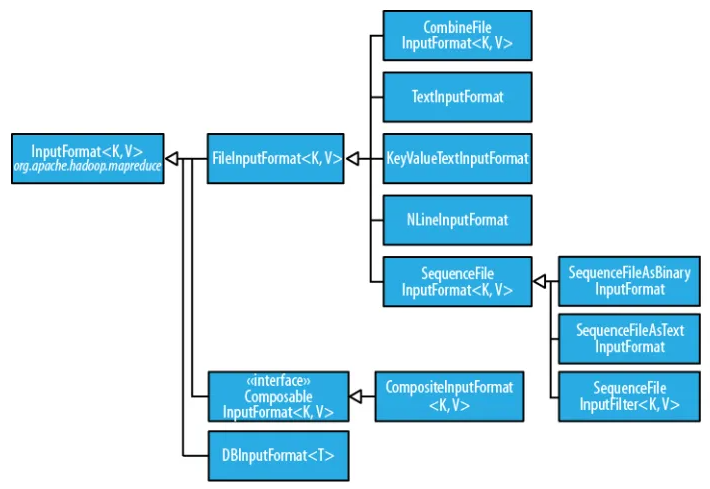 CombineFile
InputFormat<K, V>
TextInputFormat
InputFormat<K, V>
org.apache.hadoop.mapreduce
FileInputFormat<K, V>
KeyValueTextInputFormat
NLineInputFormat
SequenceFile
InputFormat<K, V>
SequenceFileAsBinary
InputFormat
SequenceFileAsText
InputFormat
«interface»
Composable
InputFormat<K, V>
CompositeInputFormat
<K, V>
SequenceFile
InputFilter<K, V>
DBInputFormat<T>